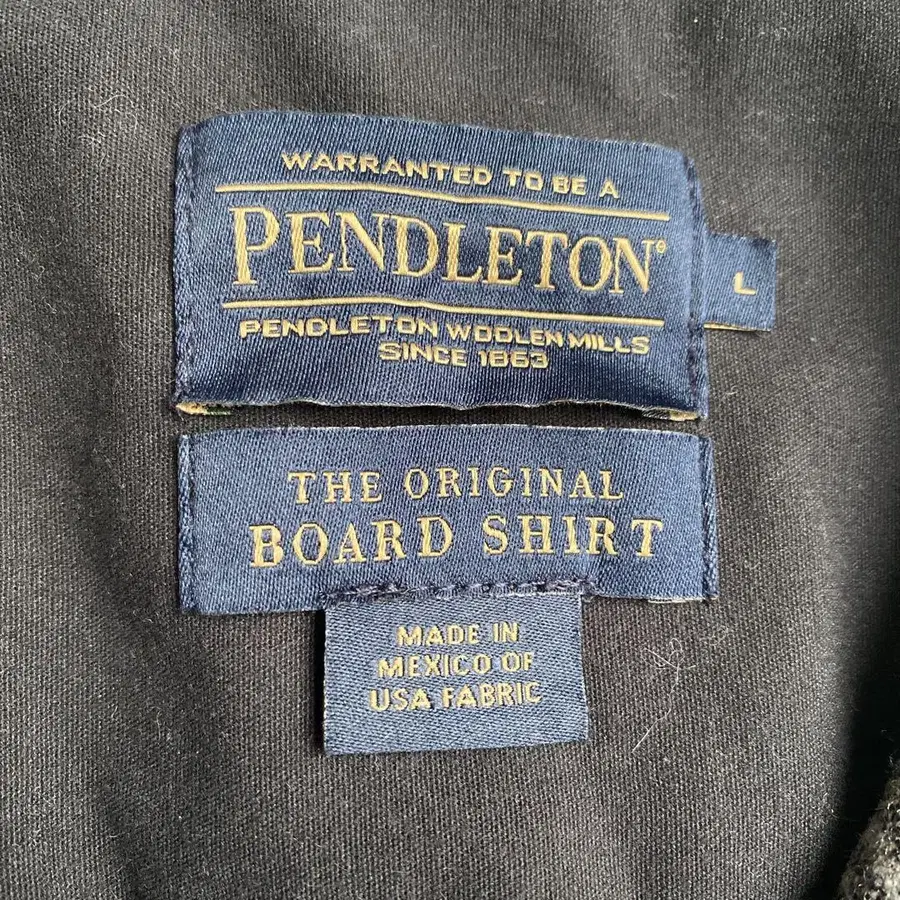 WARRANTED TO BE A
PENDLETON®
L
PENDLETON WOOLEN MILLS
SINCE 1863
THE ORIGINAL
BOARD SHIRT
MADE IN
MEXICO OF
USA FABRIC